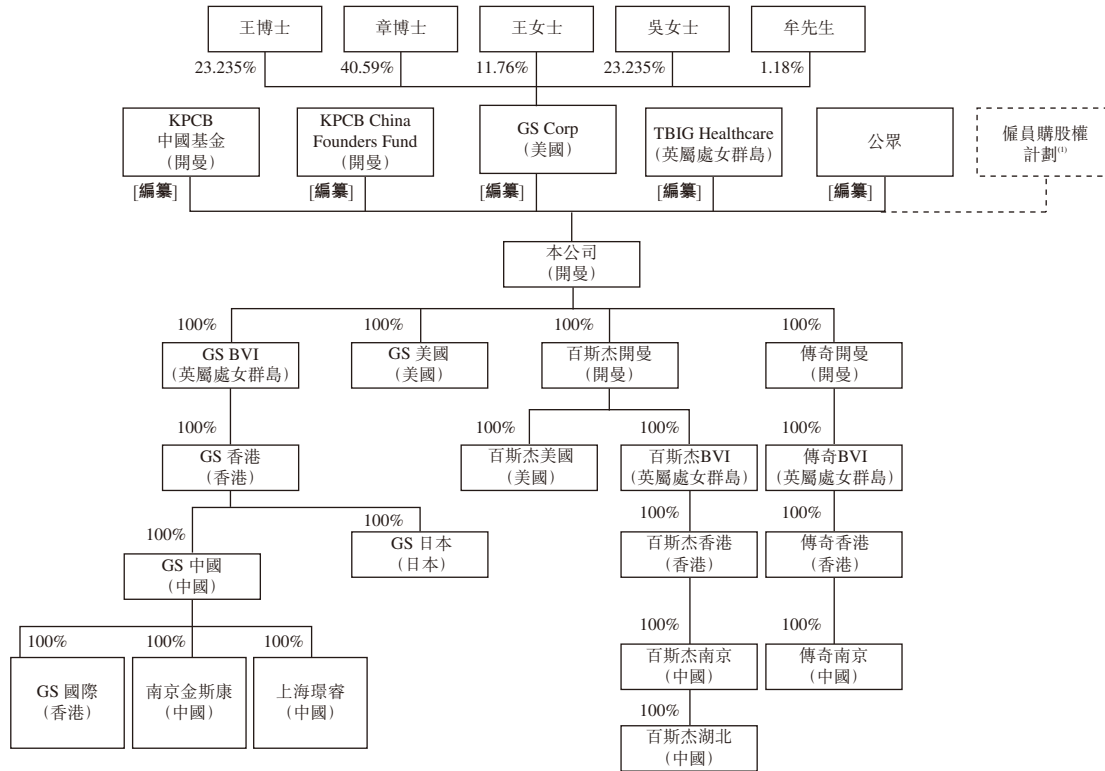 王博士
章博士
王女士
吳女士
牟先生
23.235%
40.59%
11.76%
23.235%
1.18%
KPCB
中國基金
(開曼)
KPCB China
Founders Fund
(開曼)
GS Corp
(美國)
TBIG Healthcare
(英屬處女群島)
公眾
僱員購股權
計劃(1)
[編纂]
[編纂]
[編纂]
[編纂]
[編纂]
本公司
(開曼)
100%
100%
100%
100%
GS BVI
(英屬處女群島)
GS 美國
(美國)
百斯杰開曼
(開曼)
傳奇開曼
(開曼)
100%
100%
100%
100%
GS 香港
(香港)
百斯杰美國
(美國)
百斯杰BVI
(英屬處女群島)
傳奇BVI
(英屬處女群島)
100%
100%
100%
100%
GS 中國
(中國)
GS 日本
(日本)
百斯杰香港
(香港)
傳奇香港
(香港)
100%
100%
100%
100%
100%
GS 國際
(香港)
南京金斯康
(中國)
上海環睿
(中國)
百斯杰南京
(中國)
傳奇南京
(中國)
100%
百斯杰湖北
(中國)